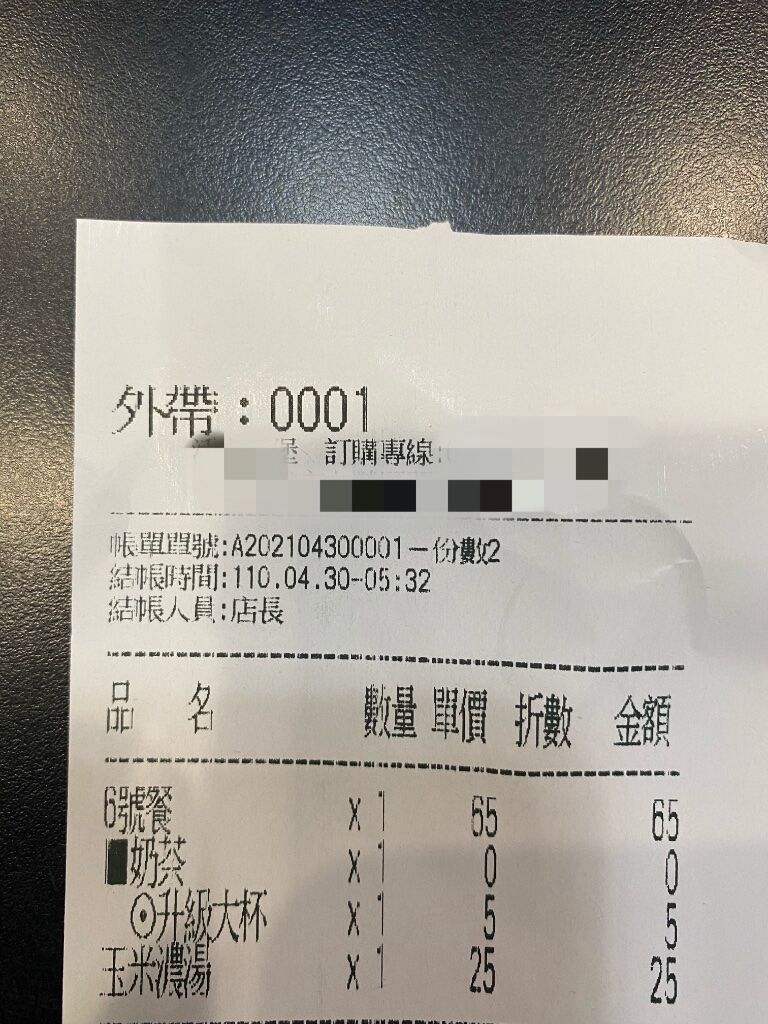 外帶：0001
堡 訂購專線:
帳單單號:A202104300001－份數2
結帳時間:110.04.30-05:32
結帳人員:店長
品 名 數量 單價 折數 金額
6號餐 x 1 65 65
■奶茶 x 1 0 0
⊙升級大杯 x 1 5 5
玉米濃湯 x 1 25 25